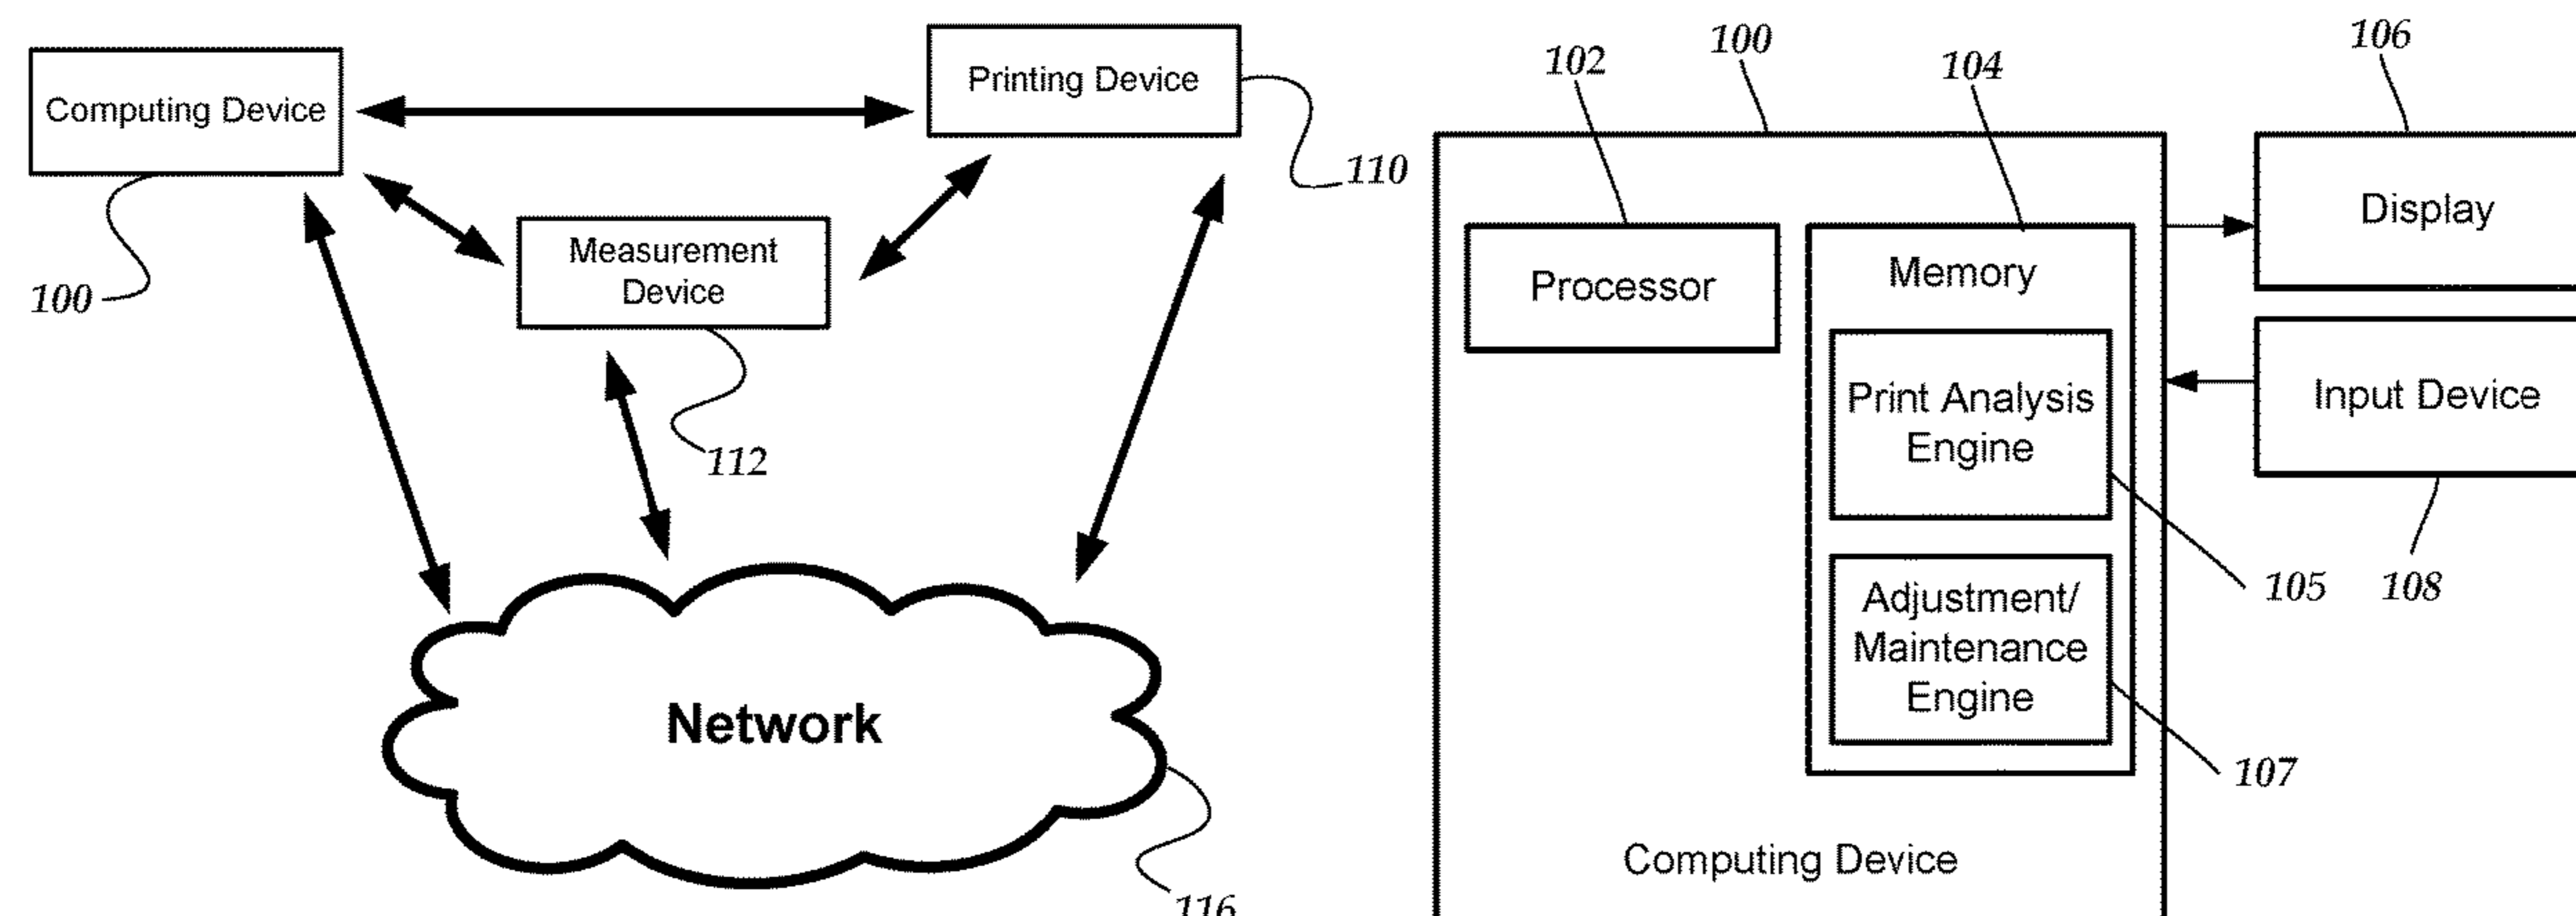 Computing Device
Printing Device
110
Measurement
Device
100
112
Network
116
102
100
104
106
Processor
Memory
Display
Print Analysis
Engine
Input Device
105
108
Adjustment/
Maintenance
Engine
107
Computing Device